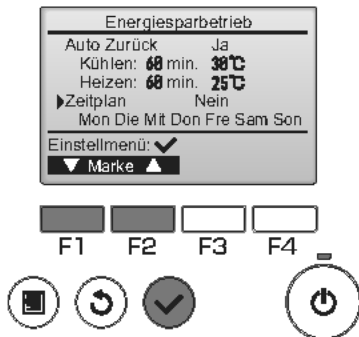 Energiesparbetrieb
Auto Zurück Ja
Kühlen: 60 min. 30℃
Heizen: 60 min. 25℃
▶Zeitplan Nein
Mon Die Mit Don Fre Sam Son
Einstellmenü: ✔
▼ Marke ▲
F1 F2 F3 F4